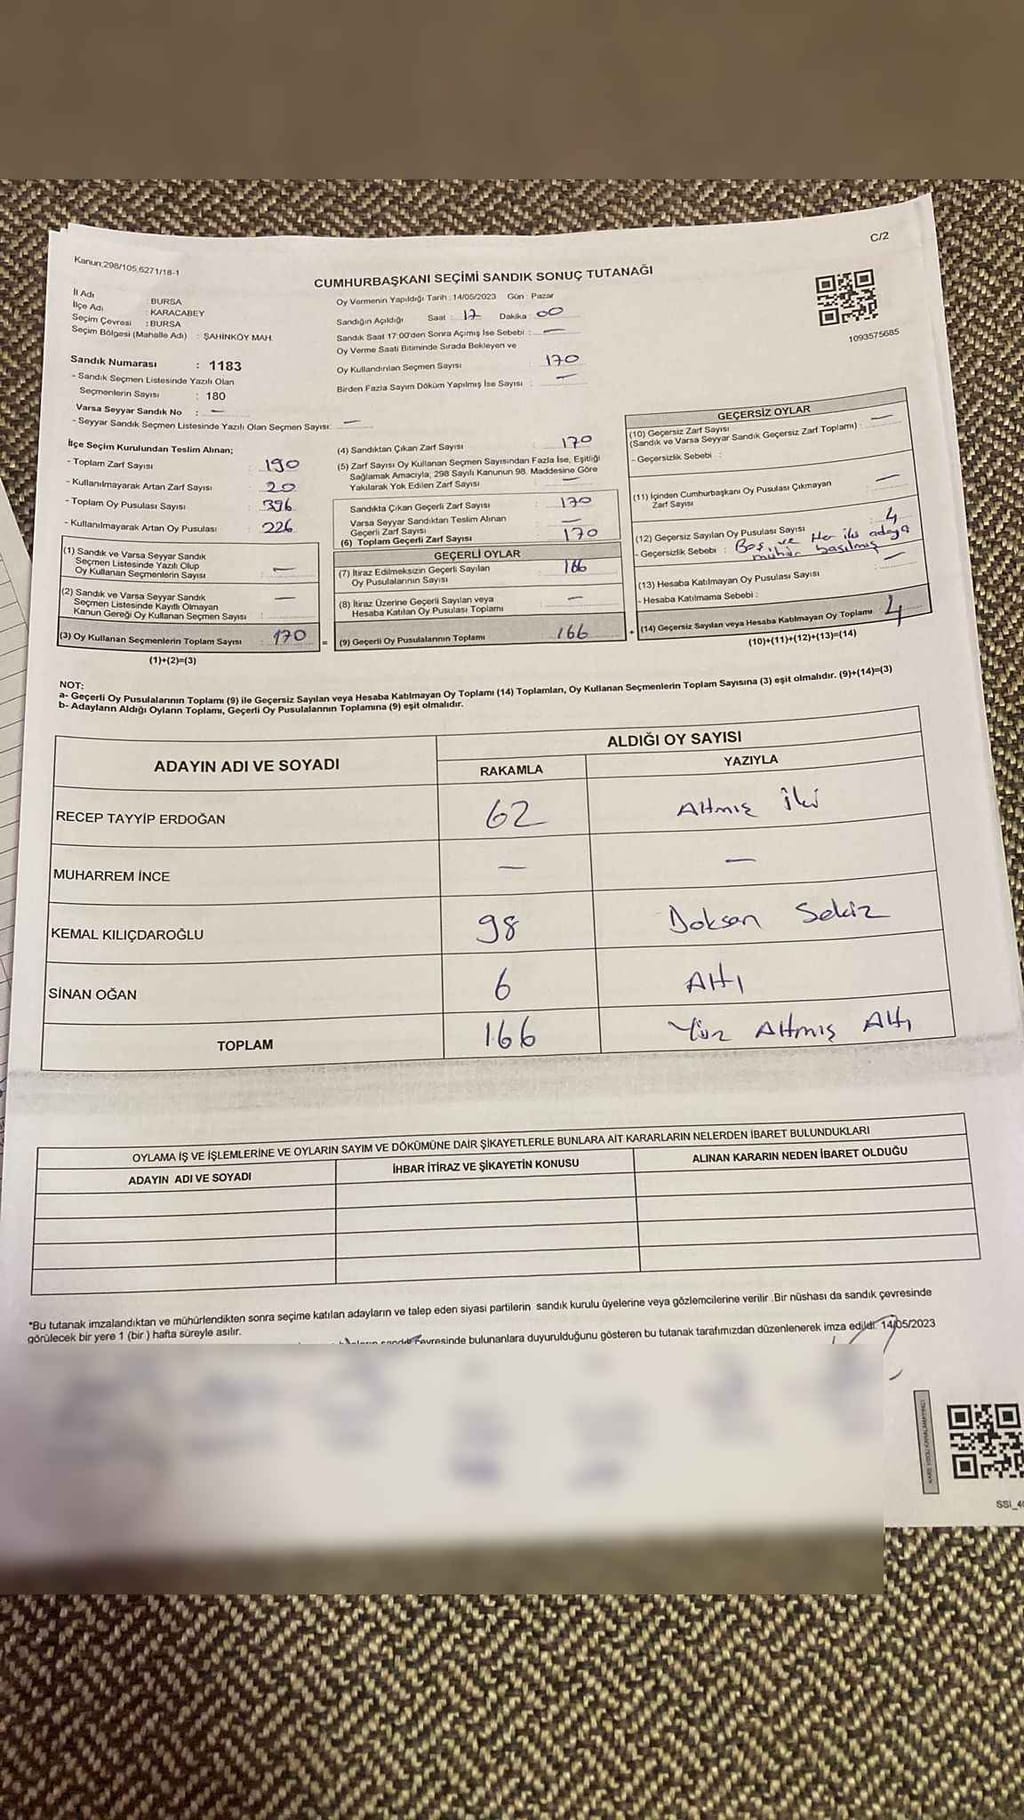 C/2
Kanun:298/105,6271/18-1
CUMHURBAŞKANI SEÇİMİ SANDIK SONUÇ TUTANAĞI
İl Adı : BURSA
İlçe Adı : KARACABEY
Seçim Çevresi : BURSA
Seçim Bölgesi (Mahalle Adı) : ŞAHİNKÖY MAH.
Sandık Numarası : 1183
- Sandık Seçmen Listesinde Yazılı Olan
Seçmenlerin Sayısı : 180
Varsa Seyyar Sandık No : —
- Seyyar Sandık Seçmen Listesinde Yazılı Olan Seçmen Sayısı: —
Oy Vermenin Yapıldığı Tarih : 14/05/2023 Gün : Pazar
Sandığın Açıldığı Saat : 17 Dakika : 00
Sandık Saat 17:00'den Sonra Açımış İse Sebebi : —
Oy Verme Saati Bitiminde Sırada Bekleyen ve
Oy Kullandırılan Seçmen Sayısı : 170
Birden Fazla Sayım Döküm Yapılmış İse Sayısı : —
1093575685
İlçe Seçim Kurulundan Teslim Alınan;
- Toplam Zarf Sayısı : 190
- Kullanılmayarak Artan Zarf Sayısı : 20
- Toplam Oy Pusulası Sayısı : 396
- Kullanılmayarak Artan Oy Pusulası : 226
(1) Sandık ve Varsa Seyyar Sandık
Seçmen Listesinde Yazılı Olup
Oy Kullanan Seçmenlerin Sayısı : —
(2) Sandık ve Varsa Seyyar Sandık
Seçmen Listesinde Kayıtlı Olmayan
Kanun Gereği Oy Kullanan Seçmen Sayısı : —
(3) Oy Kullanan Seçmenlerin Toplam Sayısı : 170 =
(1)+(2)=(3)
(4) Sandıktan Çıkan Zarf Sayısı : 170
(5) Zarf Sayısı Oy Kullanan Seçmen Sayısından Fazla İse, Eşitliği
Sağlamak Amacıyla; 298 Sayılı Kanunun 98. Maddesine Göre
Yakılarak Yok Edilen Zarf Sayısı : —
Sandıkta Çıkan Geçerli Zarf Sayısı : 170
Varsa Seyyar Sandıktan Teslim Alınan
Geçerli Zarf Sayısı : —
(6) Toplam Geçerli Zarf Sayısı : 170
GEÇERLİ OYLAR
(7) İtiraz Edilmeksizin Geçerli Sayılan
Oy Pusulalarının Sayısı : 166
(8) İtiraz Üzerine Geçerli Sayılan veya
Hesaba Katılan Oy Pusulası Toplamı : —
(9) Geçerli Oy Pusulalarının Toplamı : 166 +
GEÇERSİZ OYLAR
(10) Geçersiz Zarf Sayısı
(Sandık ve Varsa Seyyar Sandık Geçersiz Zarf Toplamı) : —
- Geçersizlik Sebebi :
(11) İçinden Cumhurbaşkanı Oy Pusulası Çıkmayan
Zarf Sayısı : —
(12) Geçersiz Sayılan Oy Pusulası Sayısı : 4
- Geçersizlik Sebebi : Boş ve Her iki adaya
mühür basılmış
(13) Hesaba Katılmayan Oy Pusulası Sayısı : —
- Hesaba Katılmama Sebebi :
(14) Geçersiz Sayılan veya Hesaba Katılmayan Oy Toplamı : 4
(10)+(11)+(12)+(13)=(14)
NOT:
a- Geçerli Oy Pusulalarının Toplamı (9) ile Geçersiz Sayılan veya Hesaba Katılmayan Oy Toplamı (14) Toplamları, Oy Kullanan Seçmenlerin Toplam Sayısına (3) eşit olmalıdır. (9)+(14)=(3)
b- Adayların Aldığı Oyların Toplamı, Geçerli Oy Pusulalarının Toplamına (9) eşit olmalıdır.
ADAYIN ADI VE SOYADI
ALDIĞI OY SAYISI
RAKAMLA YAZIYLA
RECEP TAYYİP ERDOĞAN 62 Altmış İki
MUHARREM İNCE — —
KEMAL KILIÇDAROĞLU 98 Doksan Sekiz
SİNAN OĞAN 6 Altı
TOPLAM 166 Yüz Altmış Altı
OYLAMA İŞ VE İŞLEMLERİNE VE OYLARIN SAYIM VE DÖKÜMÜNE DAİR ŞİKAYETLERLE BUNLARA AİT KARARLARIN NELERDEN İBARET BULUNDUKLARI
ADAYIN ADI VE SOYADI İHBAR İTİRAZ VE ŞİKAYETİN KONUSU ALINAN KARARIN NEDEN İBARET OLDUĞU
*Bu tutanak imzalandıktan ve mühürlendikten sonra seçime katılan adayların ve talep eden siyasi partilerin sandık kurulu üyelerine veya gözlemcilerine verilir .Bir nüshası da sandık çevresinde
görülecek bir yere 1 (bir ) hafta süreyle asılır.
çevresinde bulunanlara duyurulduğunu gösteren bu tutanak tarafımızdan düzenlenerek imza edildi. 14/05/2023